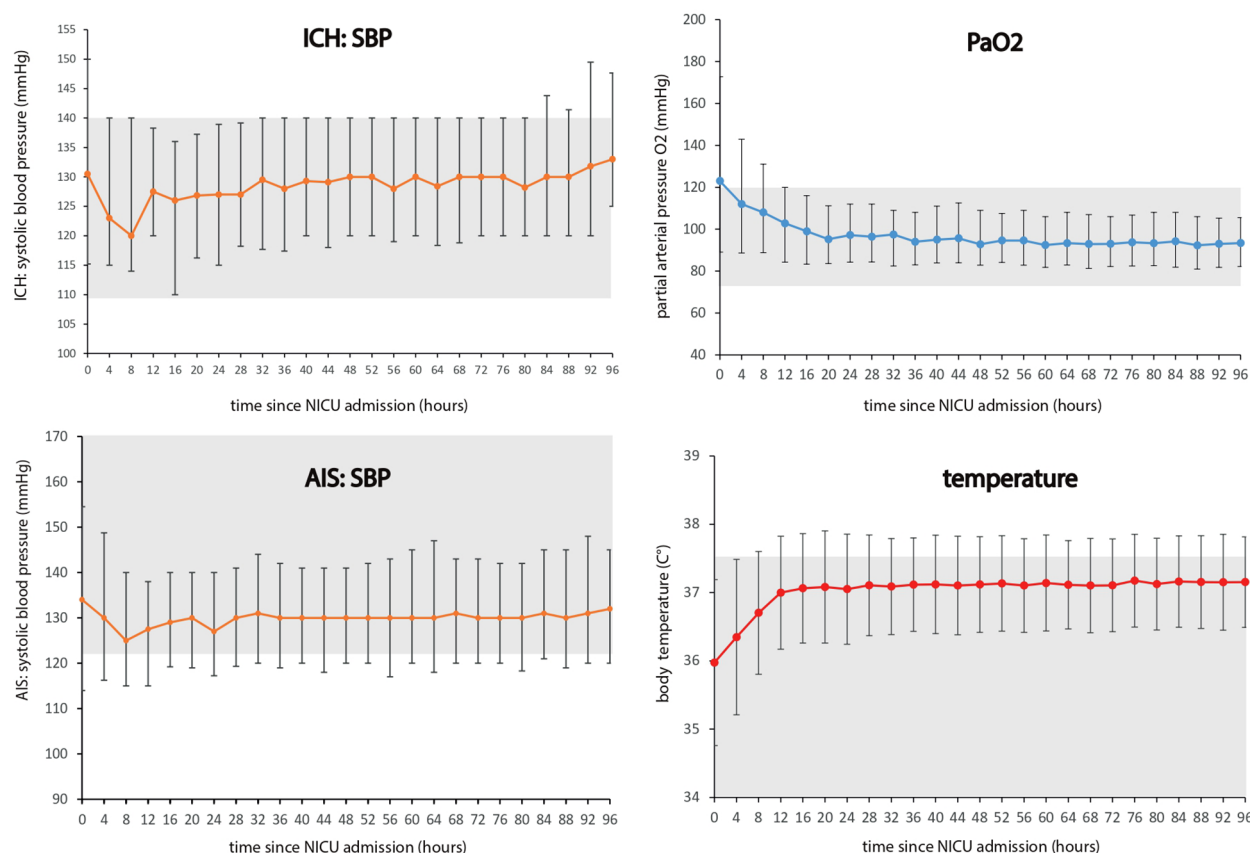 ICH: SBP
ICH: systolic blood pressure (mmHg)
155
150
145
140
135
130
125
120
115
110
105
100
0 4 8 12 16 20 24 28 32 36 40 44 48 52 56 60 64 68 72 76 80 84 88 92 96
time since NICU admission (hours)
PaO2
partial arterial pressure O2 (mmHg)
200
180
160
140
120
100
80
60
40
0 4 8 12 16 20 24 28 32 36 40 44 48 52 56 60 64 68 72 76 80 84 88 92 96
time since NICU admission (hours)
AIS: SBP
AIS: systolic blood pressure (mmHg)
170
160
150
140
130
120
110
100
90
0 4 8 12 16 20 24 28 32 36 40 44 48 52 56 60 64 68 72 76 80 84 88 92 96
time since NICU admission (hours)
temperature
body temperature (C°)
39
38
37
36
35
34
0 4 8 12 16 20 24 28 32 36 40 44 48 52 56 60 64 68 72 76 80 84 88 92 96
time since NICU admission (hours)